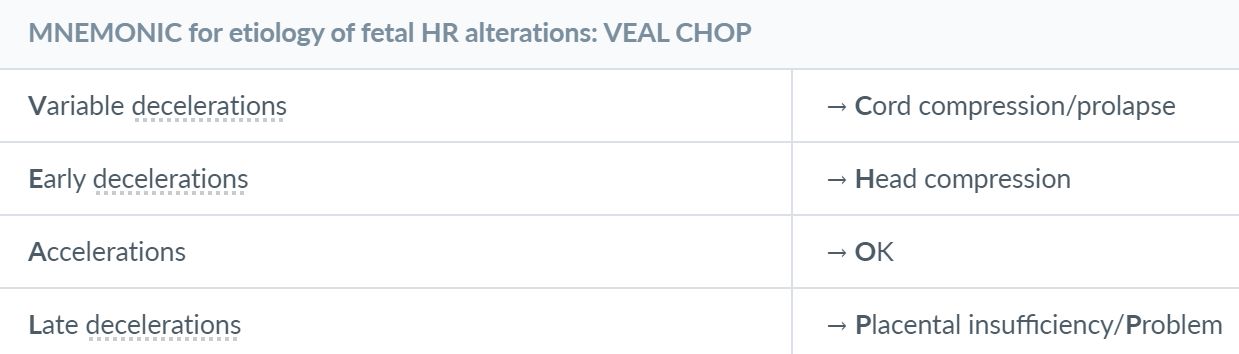 MNEMONIC for etiology of fetal HR alterations: VEAL CHOP
Variable decelerations → Cord compression/prolapse
Early decelerations → Head compression
Accelerations → OK
Late decelerations → Placental insufficiency/Problem